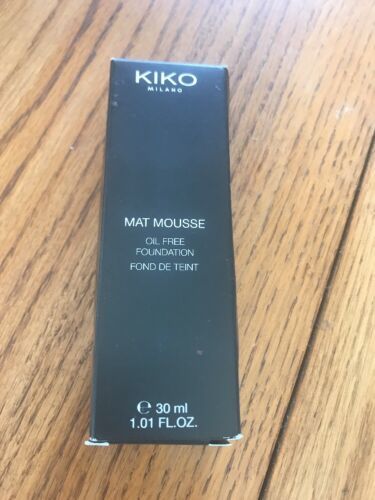 KIKO
MILANO
MAT MOUSSE
OIL FREE
FOUNDATION
FOND DE TEINT
℮ 30 ml
1.01 FL.OZ.